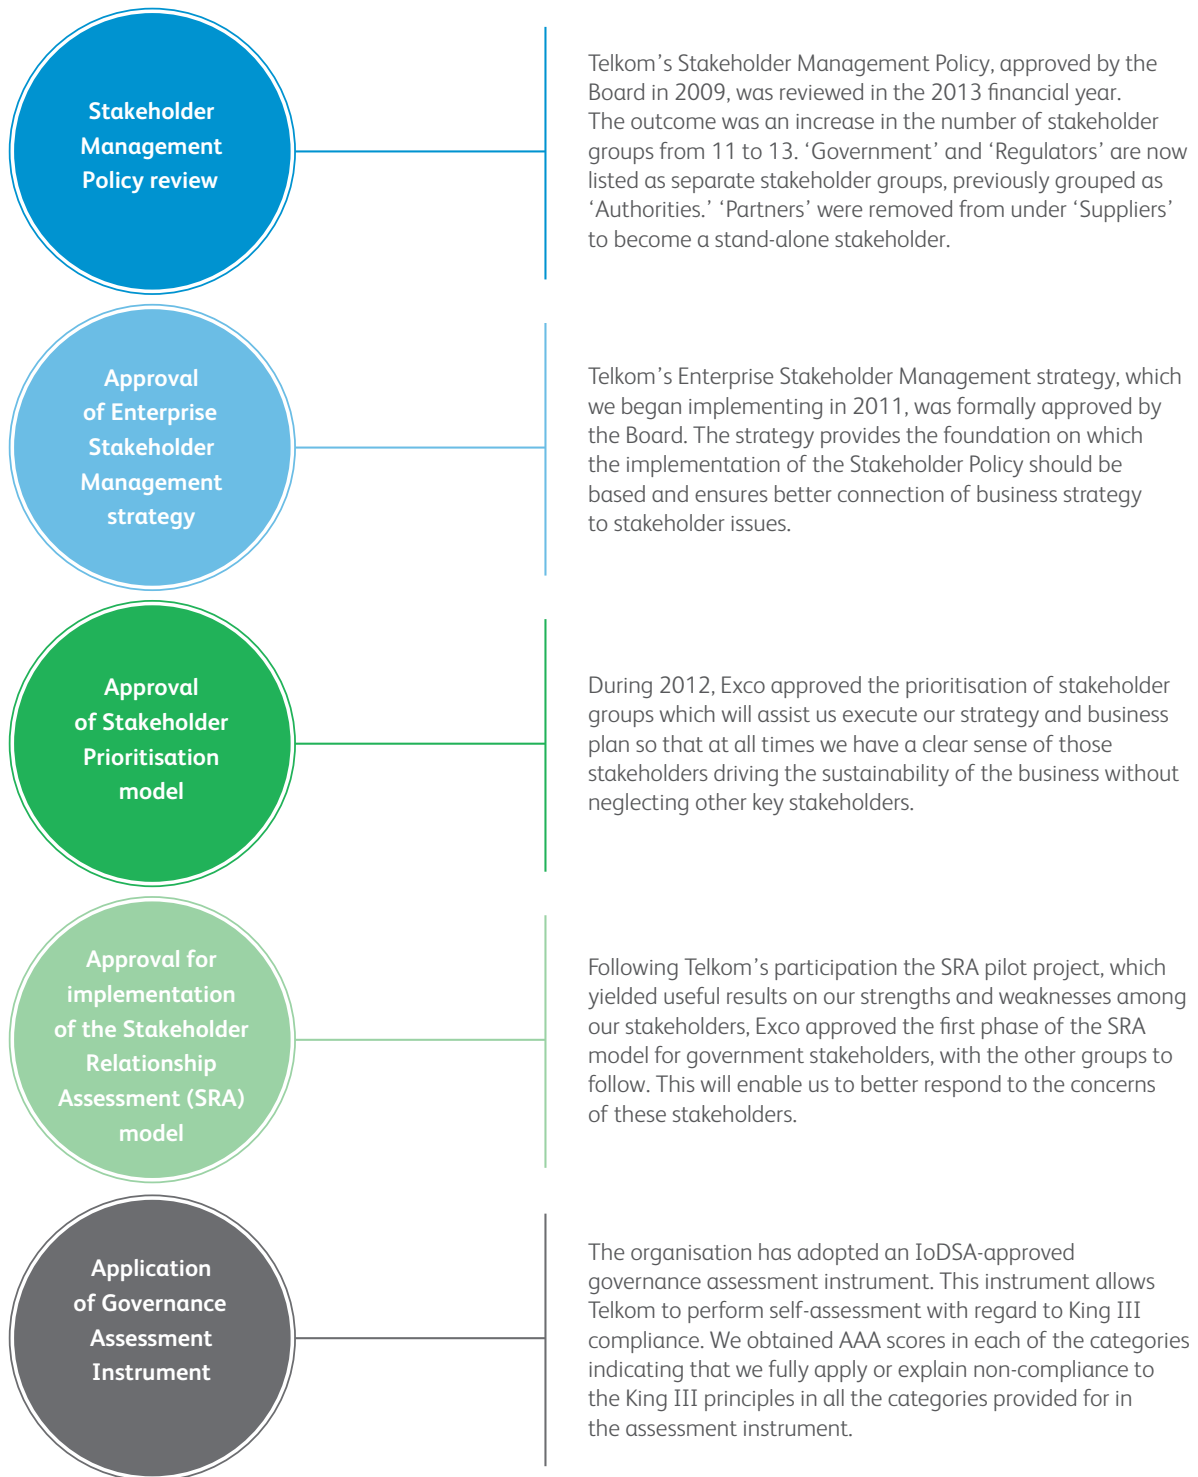 Stakeholder
Management
Policy review
Telkom’s Stakeholder Management Policy, approved by the
Board in 2009, was reviewed in the 2013 financial year.
The outcome was an increase in the number of stakeholder
groups from 11 to 13. ‘Government’ and ‘Regulators’ are now
listed as separate stakeholder groups, previously grouped as
‘Authorities.’ ‘Partners’ were removed from under ‘Suppliers’
to become a stand-alone stakeholder.
Approval
of Enterprise
Stakeholder
Management
strategy
Telkom’s Enterprise Stakeholder Management strategy, which
we began implementing in 2011, was formally approved by
the Board. The strategy provides the foundation on which
the implementation of the Stakeholder Policy should be
based and ensures better connection of business strategy
to stakeholder issues.
Approval
of Stakeholder
Prioritisation
model
During 2012, Exco approved the prioritisation of stakeholder
groups which will assist us execute our strategy and business
plan so that at all times we have a clear sense of those
stakeholders driving the sustainability of the business without
neglecting other key stakeholders.
Approval for
implementation
of the Stakeholder
Relationship
Assessment (SRA)
model
Following Telkom’s participation the SRA pilot project, which
yielded useful results on our strengths and weaknesses among
our stakeholders, Exco approved the first phase of the SRA
model for government stakeholders, with the other groups to
follow. This will enable us to better respond to the concerns
of these stakeholders.
Application
of Governance
Assessment
Instrument
The organisation has adopted an IoDSA-approved
governance assessment instrument. This instrument allows
Telkom to perform self-assessment with regard to King III
compliance. We obtained AAA scores in each of the categories
indicating that we fully apply or explain non-compliance to
the King III principles in all the categories provided for in
the assessment instrument.